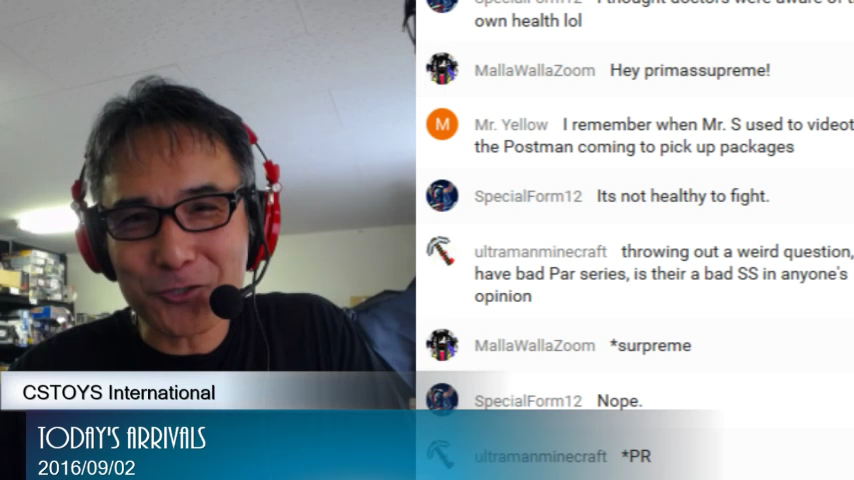 own health lol
MallaWallaZoom Hey primassupreme!
M Mr. Yellow I remember when Mr. S used to videot
the Postman coming to pick up packages
SpecialForm12 Its not healthy to fight.
ultramanminecraft throwing out a weird question,
have bad Par series, is their a bad SS in anyone's
opinion
MallaWallaZoom *surpreme
CSTOYS International
SpecialForm12 Nope.
TODAY'S ARRIVALS
ultramanminecraft *PR
2016/09/02